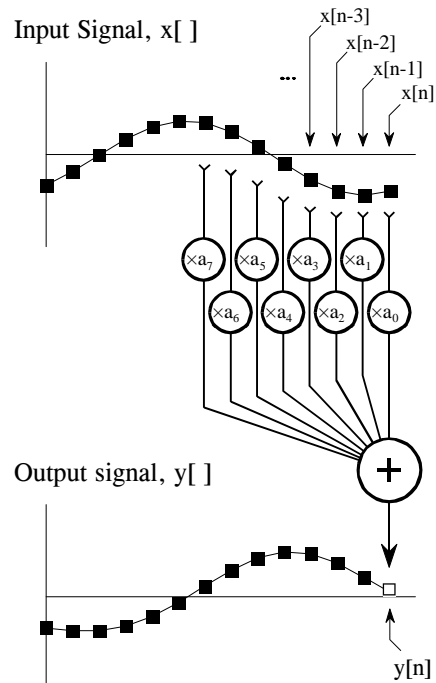 Input Signal, x[ ]
x[n-3]
x[n-2]
x[n-1]
x[n]
...
×a₇
×a₅
×a₃
×a₁
×a₆
×a₄
×a₂
×a₀
+
Output signal, y[ ]
y[n]